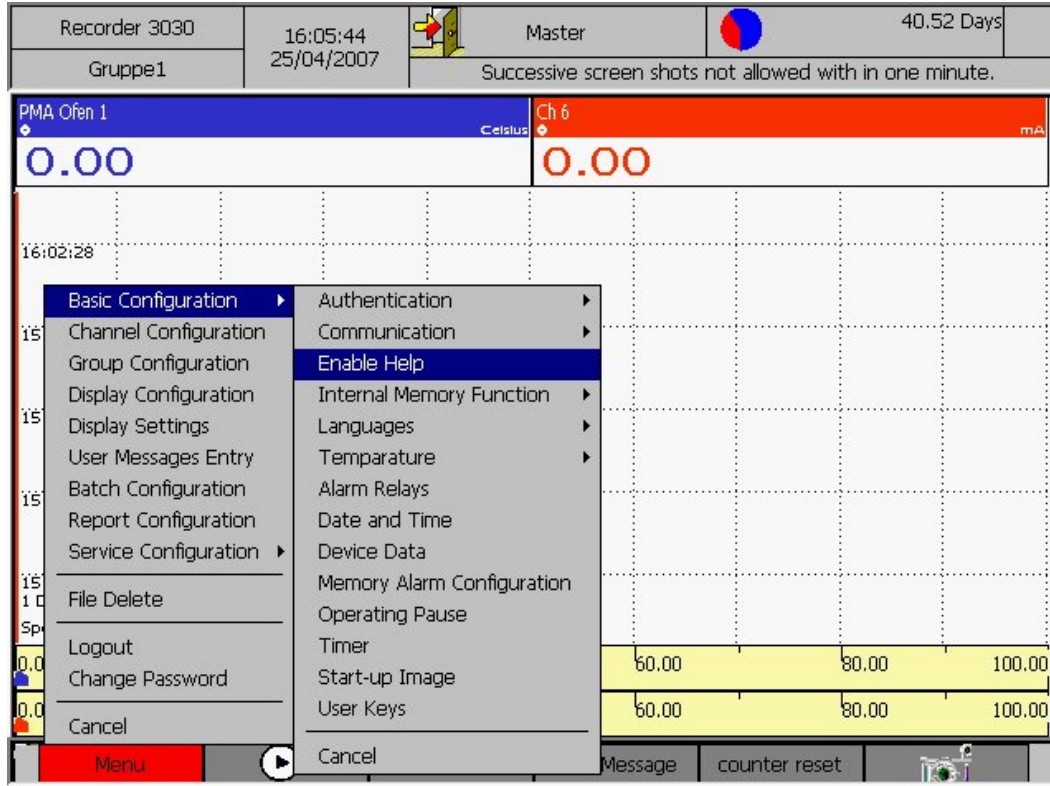 Recorder 3030
Gruppe1
16:05:44
25/04/2007
Master
40.52 Days
Successive screen shots not allowed with in one minute.
PMA Ofen 1
Celsius
0.00
Ch 6
mA
0.00
16:02:28
Basic Configuration
Channel Configuration
Group Configuration
Display Configuration
Display Settings
User Messages Entry
Batch Configuration
Report Configuration
Service Configuration
File Delete
Logout
Change Password
Cancel
Authentication
Communication
Enable Help
Internal Memory Function
Languages
Temparature
Alarm Relays
Date and Time
Device Data
Memory Alarm Configuration
Operating Pause
Timer
Start-up Image
User Keys
Cancel
15
15
15
15
60.00 80.00 100.00
60.00 80.00 100.00
Menu
Message
counter reset